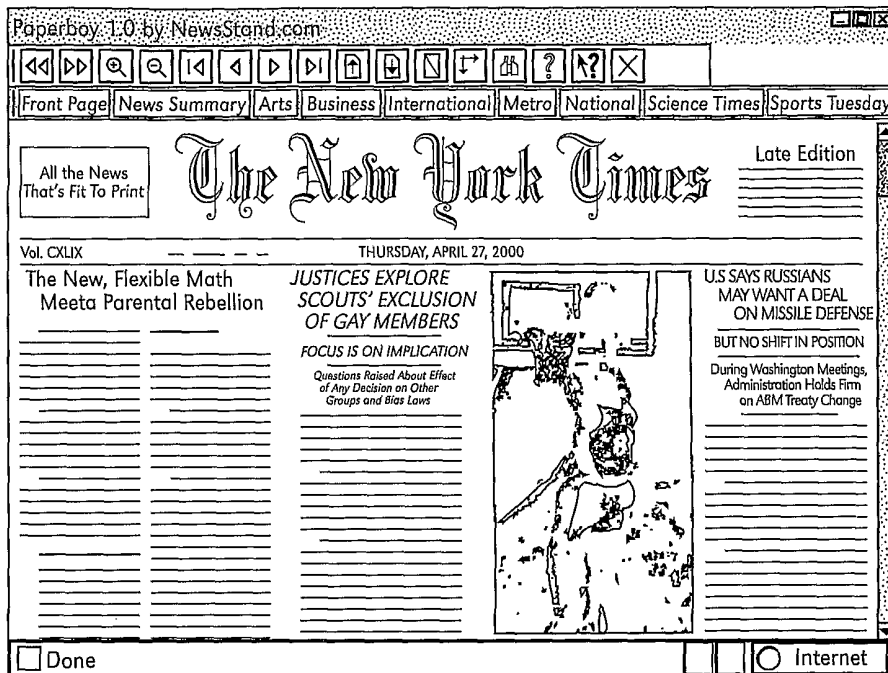 Paperboy 1.0 by NewsStand.com
Front Page News Summary Arts Business International Metro National Science Times Sports Tuesday
All the News
That's Fit To Print
The New York Times
Late Edition
Vol. CXLIX THURSDAY, APRIL 27, 2000
The New, Flexible Math
Meeta Parental Rebellion
JUSTICES EXPLORE
SCOUTS' EXCLUSION
OF GAY MEMBERS
FOCUS IS ON IMPLICATION
Questions Raised About Effect
of Any Decision on Other
Groups and Bias Laws
U.S SAYS RUSSIANS
MAY WANT A DEAL
ON MISSILE DEFENSE
BUT NO SHIFT IN POSITION
During Washington Meetings,
Administration Holds Firm
on ABM Treaty Change
Done Internet